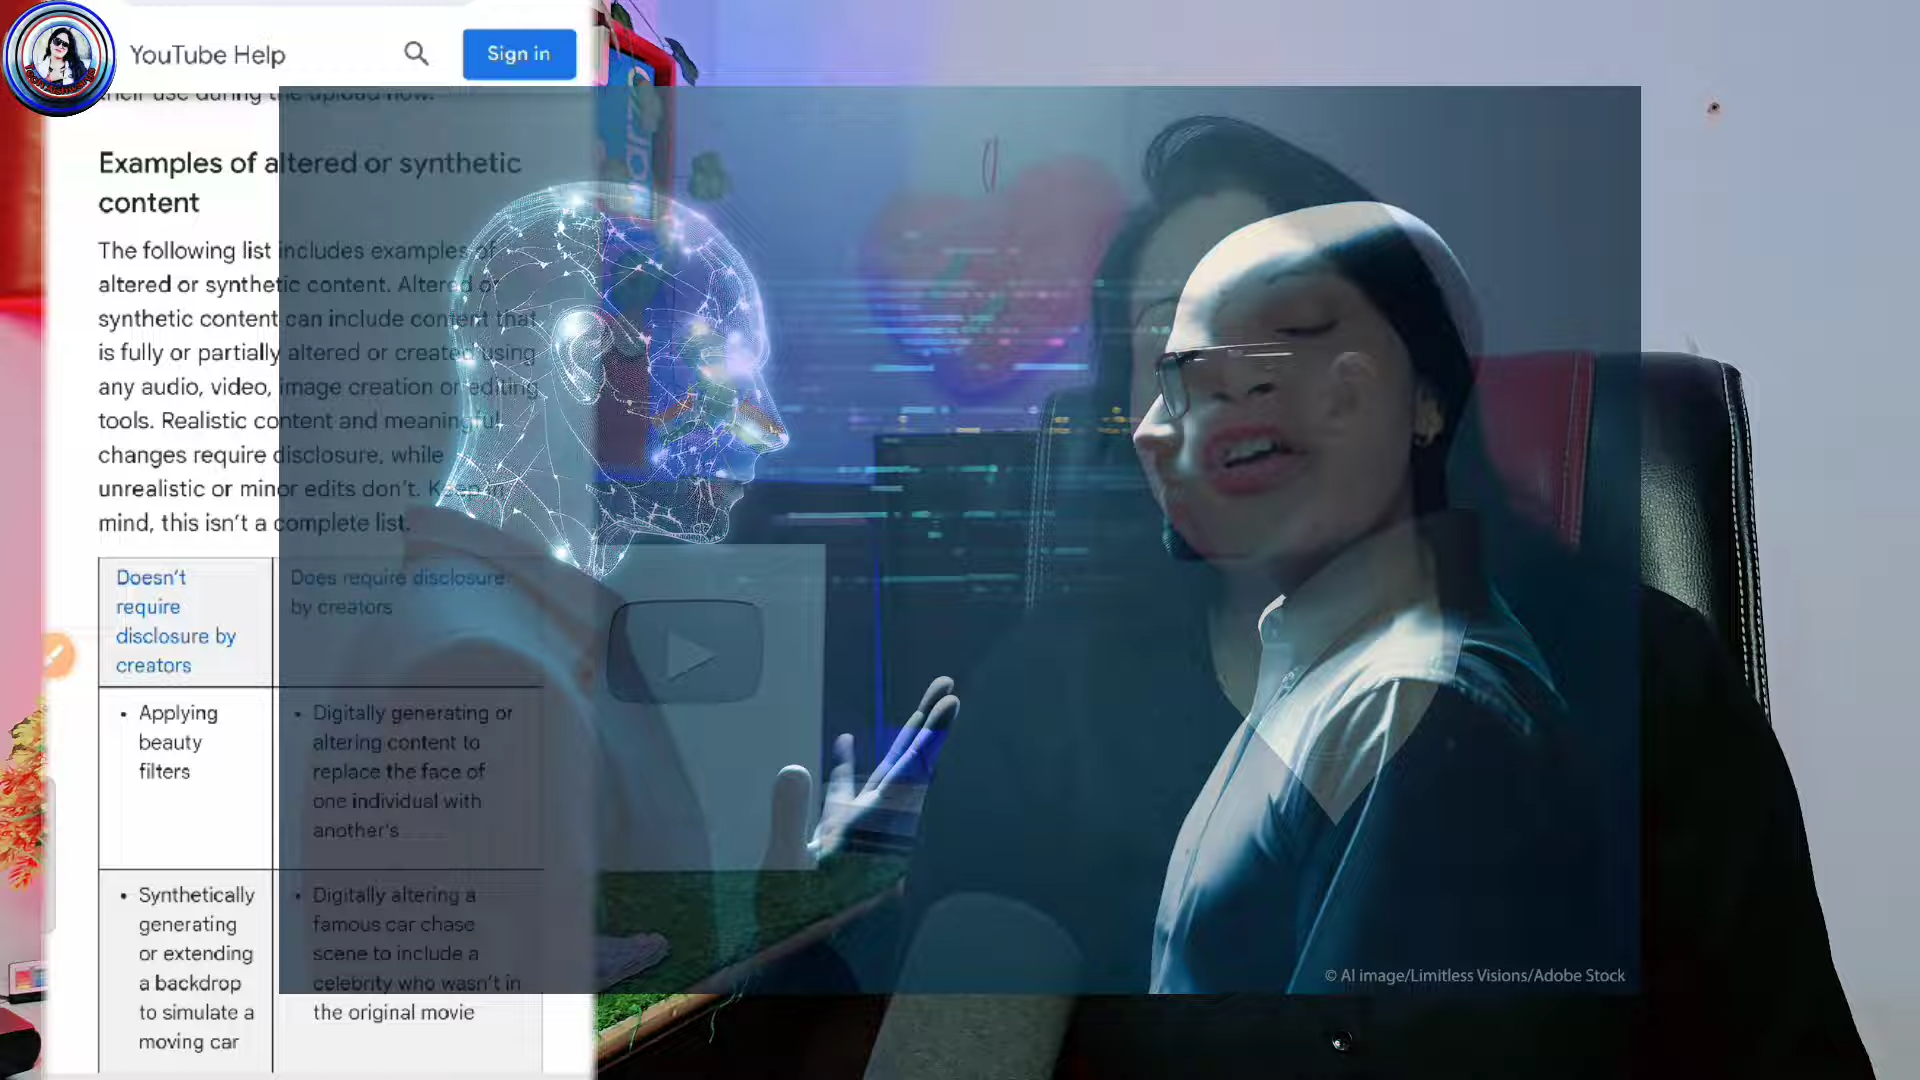 YouTube Help
Sign in
their use during the upload flow.
Examples of altered or synthetic
content
The following list includes examples of
altered or synthetic content. Altered or
synthetic content can include content that
is fully or partially altered or created using
any audio, video, image creation or editing
tools. Realistic content and meaningful
changes require disclosure, while
unrealistic or minor edits don’t. Keep in
mind, this isn’t a complete list.
Doesn’t
require
disclosure by
creators
Does require disclosure
by creators
• Applying
beauty
filters
• Digitally generating or
altering content to
replace the face of
one individual with
another's
• Synthetically
generating
or extending
a backdrop
to simulate a
moving car
• Digitally altering a
famous car chase
scene to include a
celebrity who wasn’t in
the original movie
© AI image/Limitless Visions/Adobe Stock